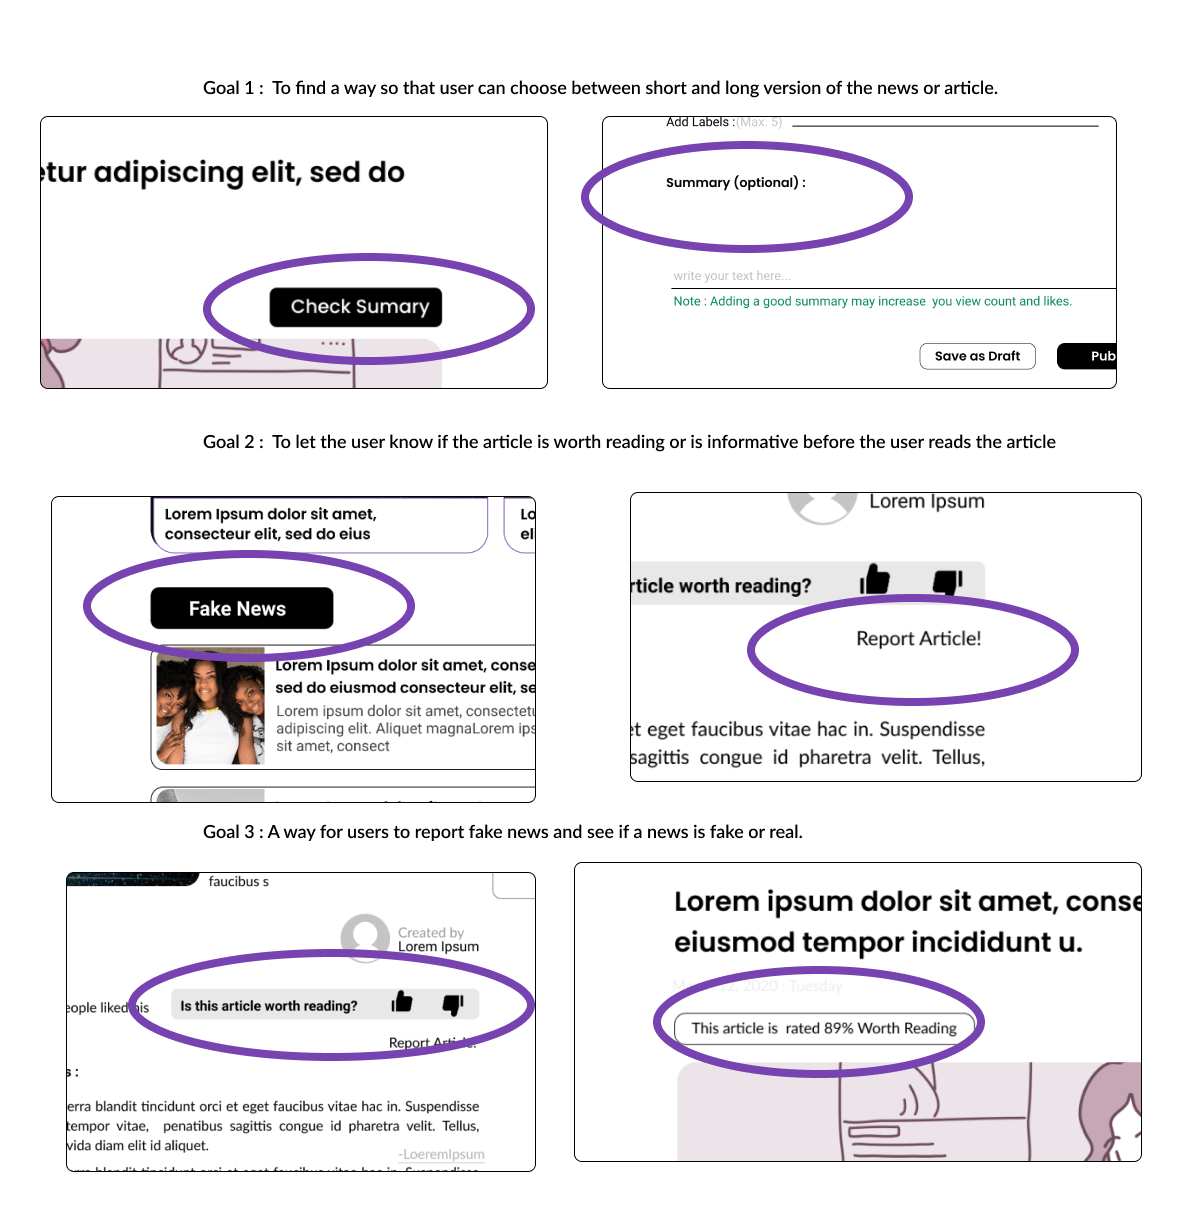 Goal 1 : To find a way so that user can choose between short and long version of the news or article.
etur adipiscing elit, sed do
Check Sumary
Add Labels :(Max. 5)
Summary (optional) :
write your text here...
Note : Adding a good summary may increase you view count and likes.
Save as Draft
Pub
Goal 2 : To let the user know if the article is worth reading or is informative before the user reads the article
Lorem Ipsum dolor sit amet,
consecteur elit, sed do eius
Lo
el
Fake News
Lorem Ipsum dolor sit amet, conse
sed do eiusmod consecteur elit, se
Lorem ipsum dolor sit amet, consectetu
adipiscing elit. Aliquet magnaLorem ips
sit amet, consect
Lorem Ipsum
rticle worth reading?
Report Article!
et eget faucibus vitae hac in. Suspendisse
sagittis congue id pharetra velit. Tellus,
Goal 3 : A way for users to report fake news and see if a news is fake or real.
faucibus s
Created by
Lorem Ipsum
eople liked his
Is this article worth reading?
Report Article!
s :
erra blandit tincidunt orci et eget faucibus vitae hac in. Suspendisse
tempor vitae, penatibus sagittis congue id pharetra velit. Tellus,
vida diam elit id aliquet.
-LoeremIpsum
Lorem ipsum dolor sit amet, conse
eiusmod tempor incididunt u.
12, 2020 : Tuesday
This article is rated 89% Worth Reading